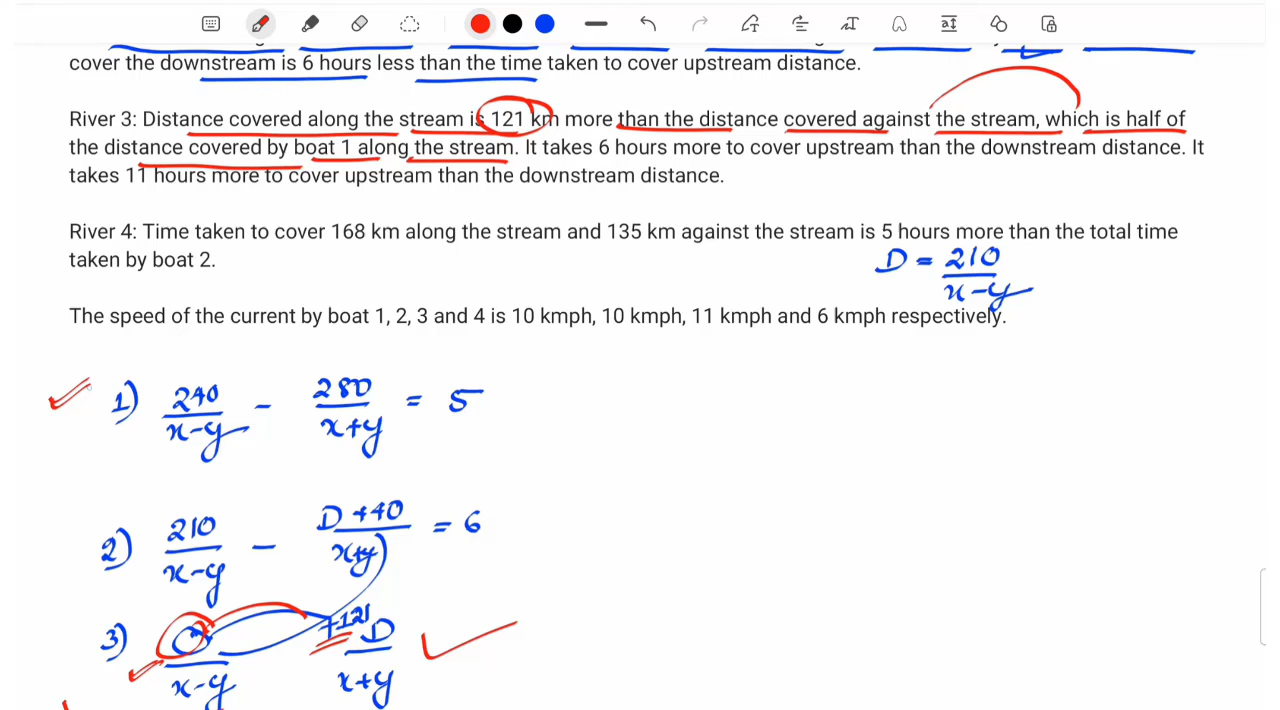 cover the downstream is 6 hours less than the time taken to cover upstream distance.
River 3: Distance covered along the stream is 121 km more than the distance covered against the stream, which is half of
the distance covered by boat 1 along the stream. It takes 6 hours more to cover upstream than the downstream distance. It
takes 11 hours more to cover upstream than the downstream distance.
River 4: Time taken to cover 168 km along the stream and 135 km against the stream is 5 hours more than the total time
taken by boat 2.
D = 210 / x-y
The speed of the current by boat 1, 2, 3 and 4 is 10 kmph, 10 kmph, 11 kmph and 6 kmph respectively.
1) 240 / x-y - 280 / x+y = 5
2) 210 / x-y - D+40 / x+y = 6
3) / x-y +121 D / x+y